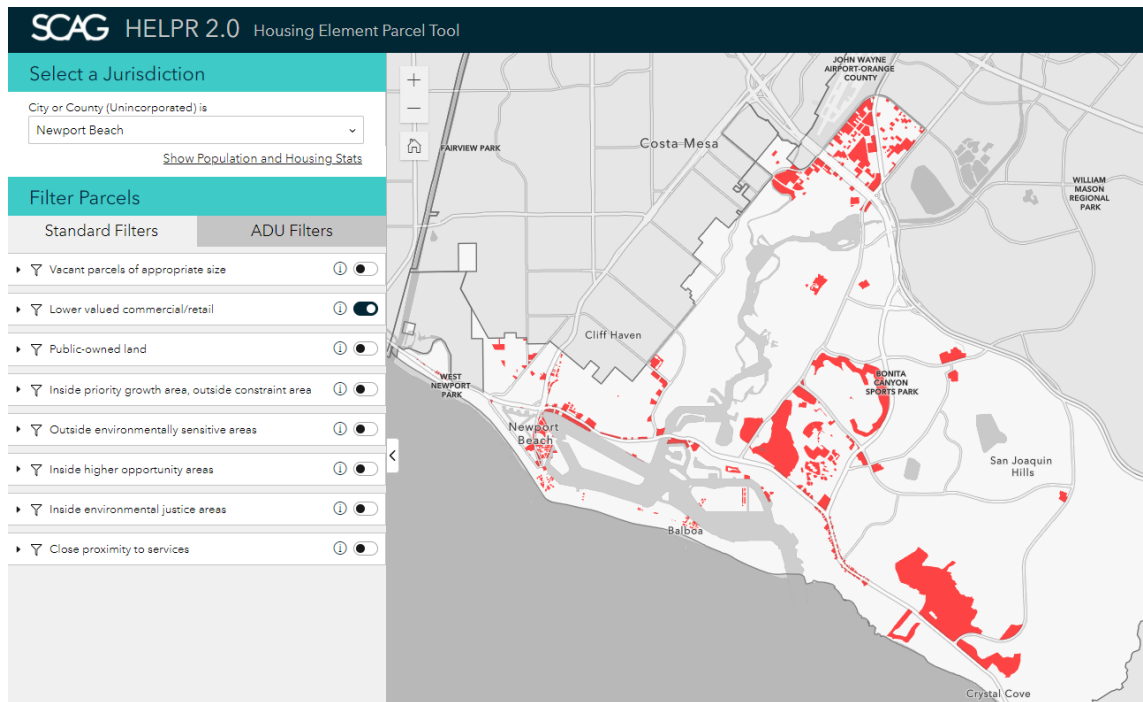 SCAG HELPR 2.0 Housing Element Parcel Tool
Select a Jurisdiction
City or County (Unincorporated) is
Newport Beach
Show Population and Housing Stats
Filter Parcels
Standard Filters
ADU Filters
Vacant parcels of appropriate size
Lower valued commercial/retail
Public-owned land
Inside priority growth area, outside constraint area
Outside environmentally sensitive areas
Inside higher opportunity areas
Inside environmental justice areas
Close proximity to services
JOHN WAYNE
AIRPORT-ORANGE
COUNTY
Costa Mesa
FAIRVIEW PARK
WILLIAM
MASON
REGIONAL
PARK
Cliff Haven
WEST
NEWPORT
PARK
BONITA
CANYON
SPORTS PARK
Newport
Beach
San Joaquin
Hills
Balboa
Crystal Cove